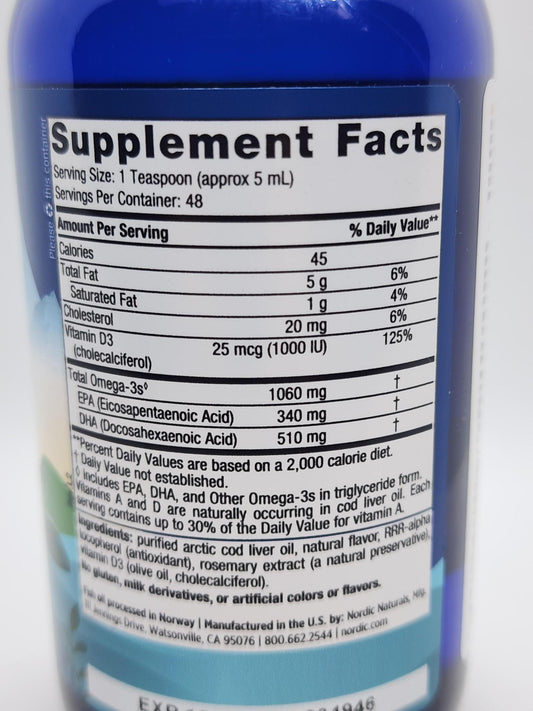 Please ♻ this container
Supplement Facts
Serving Size: 1 Teaspoon (approx 5 mL)
Servings Per Container: 48
Amount Per Serving % Daily Value**
Calories 45
Total Fat 5 g 6%
Saturated Fat 1 g 4%
Cholesterol 20 mg 6%
Vitamin D3 25 mcg (1000 IU) 125%
(cholecalciferol)
Total Omega-3s◊ 1060 mg †
EPA (Eicosapentaenoic Acid) 340 mg †
DHA (Docosahexaenoic Acid) 510 mg †
**Percent Daily Values are based on a 2,000 calorie diet.
† Daily Value not established.
◊ Includes EPA, DHA, and Other Omega-3s in triglyceride form.
Vitamins A and D are naturally occurring in cod liver oil. Each
serving contains up to 30% of the Daily Value for vitamin A.
Ingredients: purified arctic cod liver oil, natural flavor, RRR-alpha
tocopherol (antioxidant), rosemary extract (a natural preservative),
vitamin D3 (olive oil, cholecalciferol).
No gluten, milk derivatives, or artificial colors or flavors.
Fish oil processed in Norway | Manufactured in the U.S. by: Nordic Naturals, Mfg.
Jennings Drive, Watsonville, CA 95076 | 800.662.2544 | nordic.com
EXP